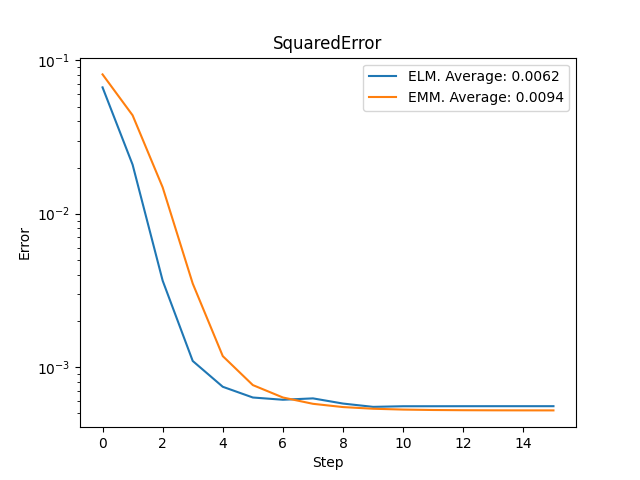 SquaredError
ELM. Average: 0.0062
EMM. Average: 0.0094
10⁻¹
10⁻²
10⁻³
Error
0 2 4 6 8 10 12 14
Step